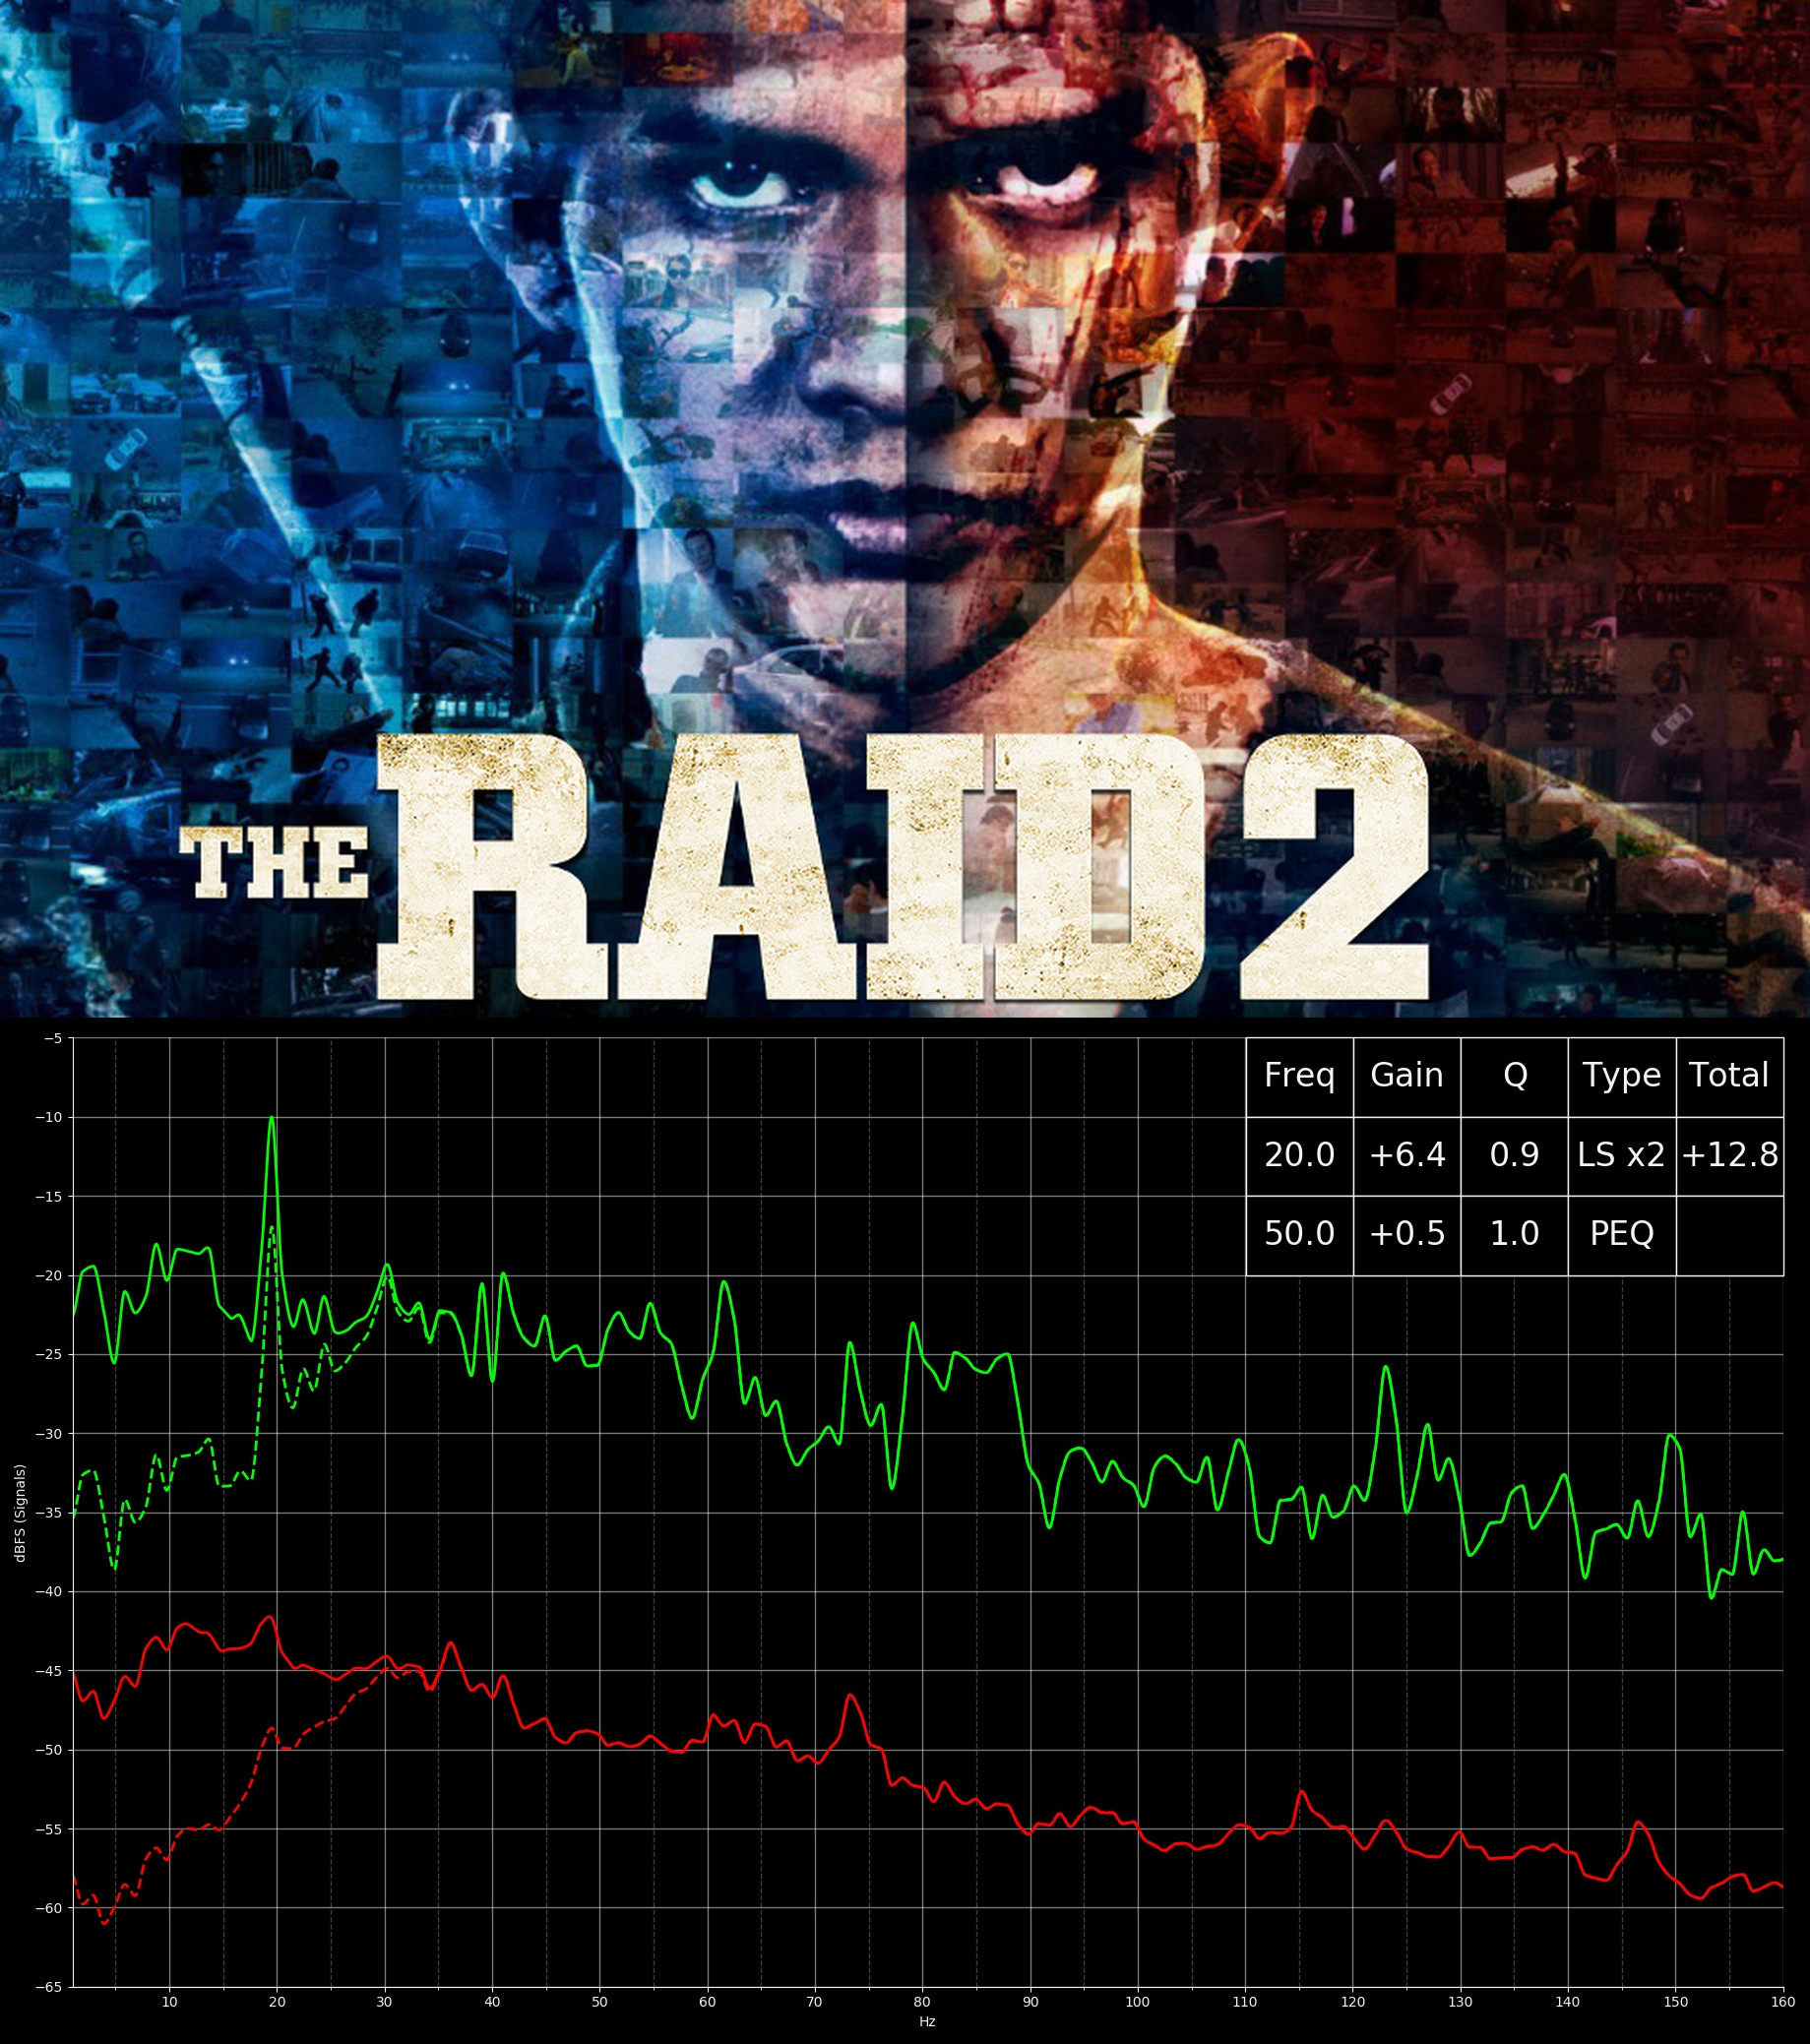 THE RAID 2
Freq Gain Q Type Total
20.0 +6.4 0.9 LS x2 +12.8
50.0 +0.5 1.0 PEQ
−5
−10
−15
−20
−25
−30
−35
−40
−45
−50
−55
−60
−65
dBFS (Signals)
10 20 30 40 50 60 70 80 90 100 110 120 130 140 150 160
Hz